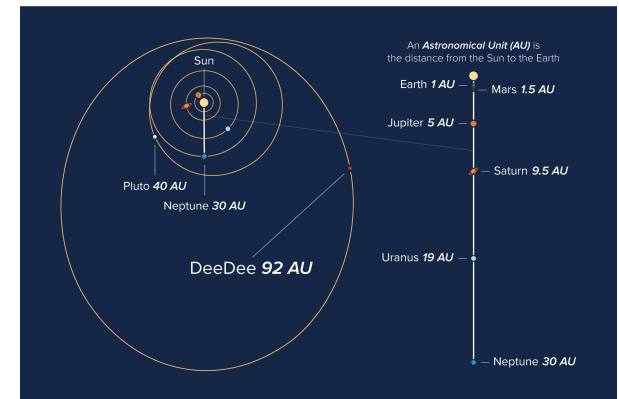 An Astronomical Unit (AU) is
the distance from the Sun to the Earth
Sun
Earth 1 AU
Mars 1.5 AU
Jupiter 5 AU
Saturn 9.5 AU
Pluto 40 AU
Neptune 30 AU
DeeDee 92 AU
Uranus 19 AU
Neptune 30 AU